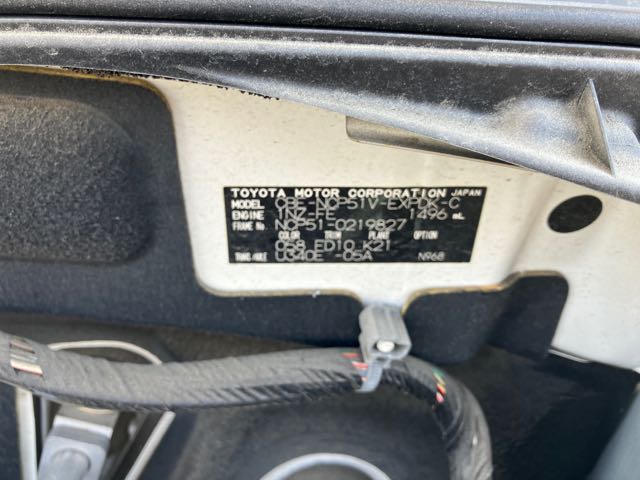 TOYOTA MOTOR CORPORATION JAPAN
MODEL CBE-NCP51V-EXPDK-C
ENGINE 1NZ-FE 1496 mL
FRAME No. NCP51-0219827
COLOR TRIM PLANT OPTION
058 ED10 K21
TRANS./AXLE U340E -05A N968